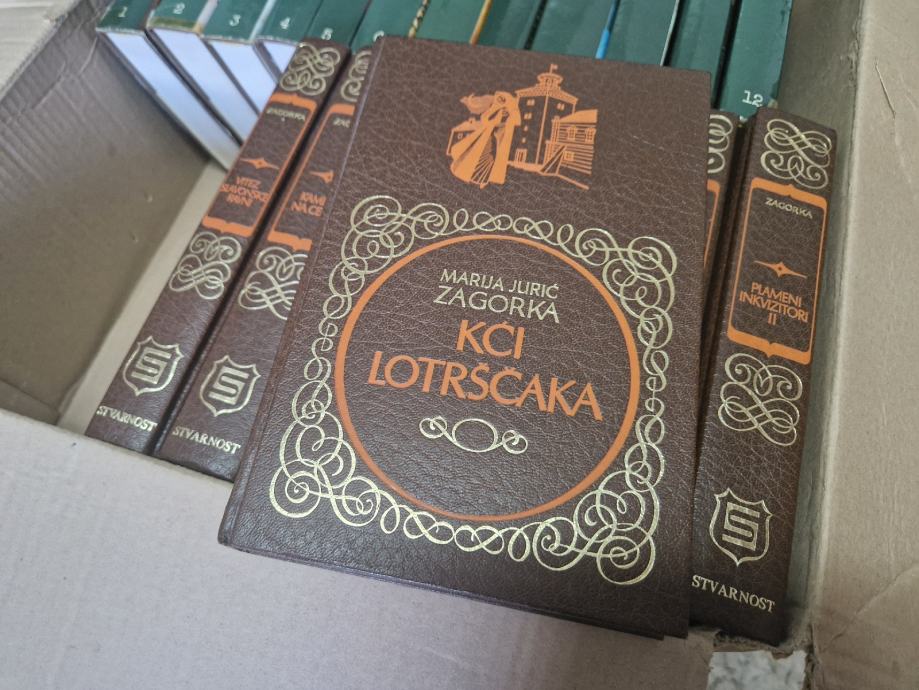 1
2
3
4
5
12
ZAGORKA
VITEZ
SLAVONSKE
RAVNI
STVARNOST
STVARNOST
MARIJA JURIĆ
ZAGORKA
KĆI
LOTRŠČAKA
ZAGORKA
PLAMENI
INKVIZITORI
II
STVARNOST